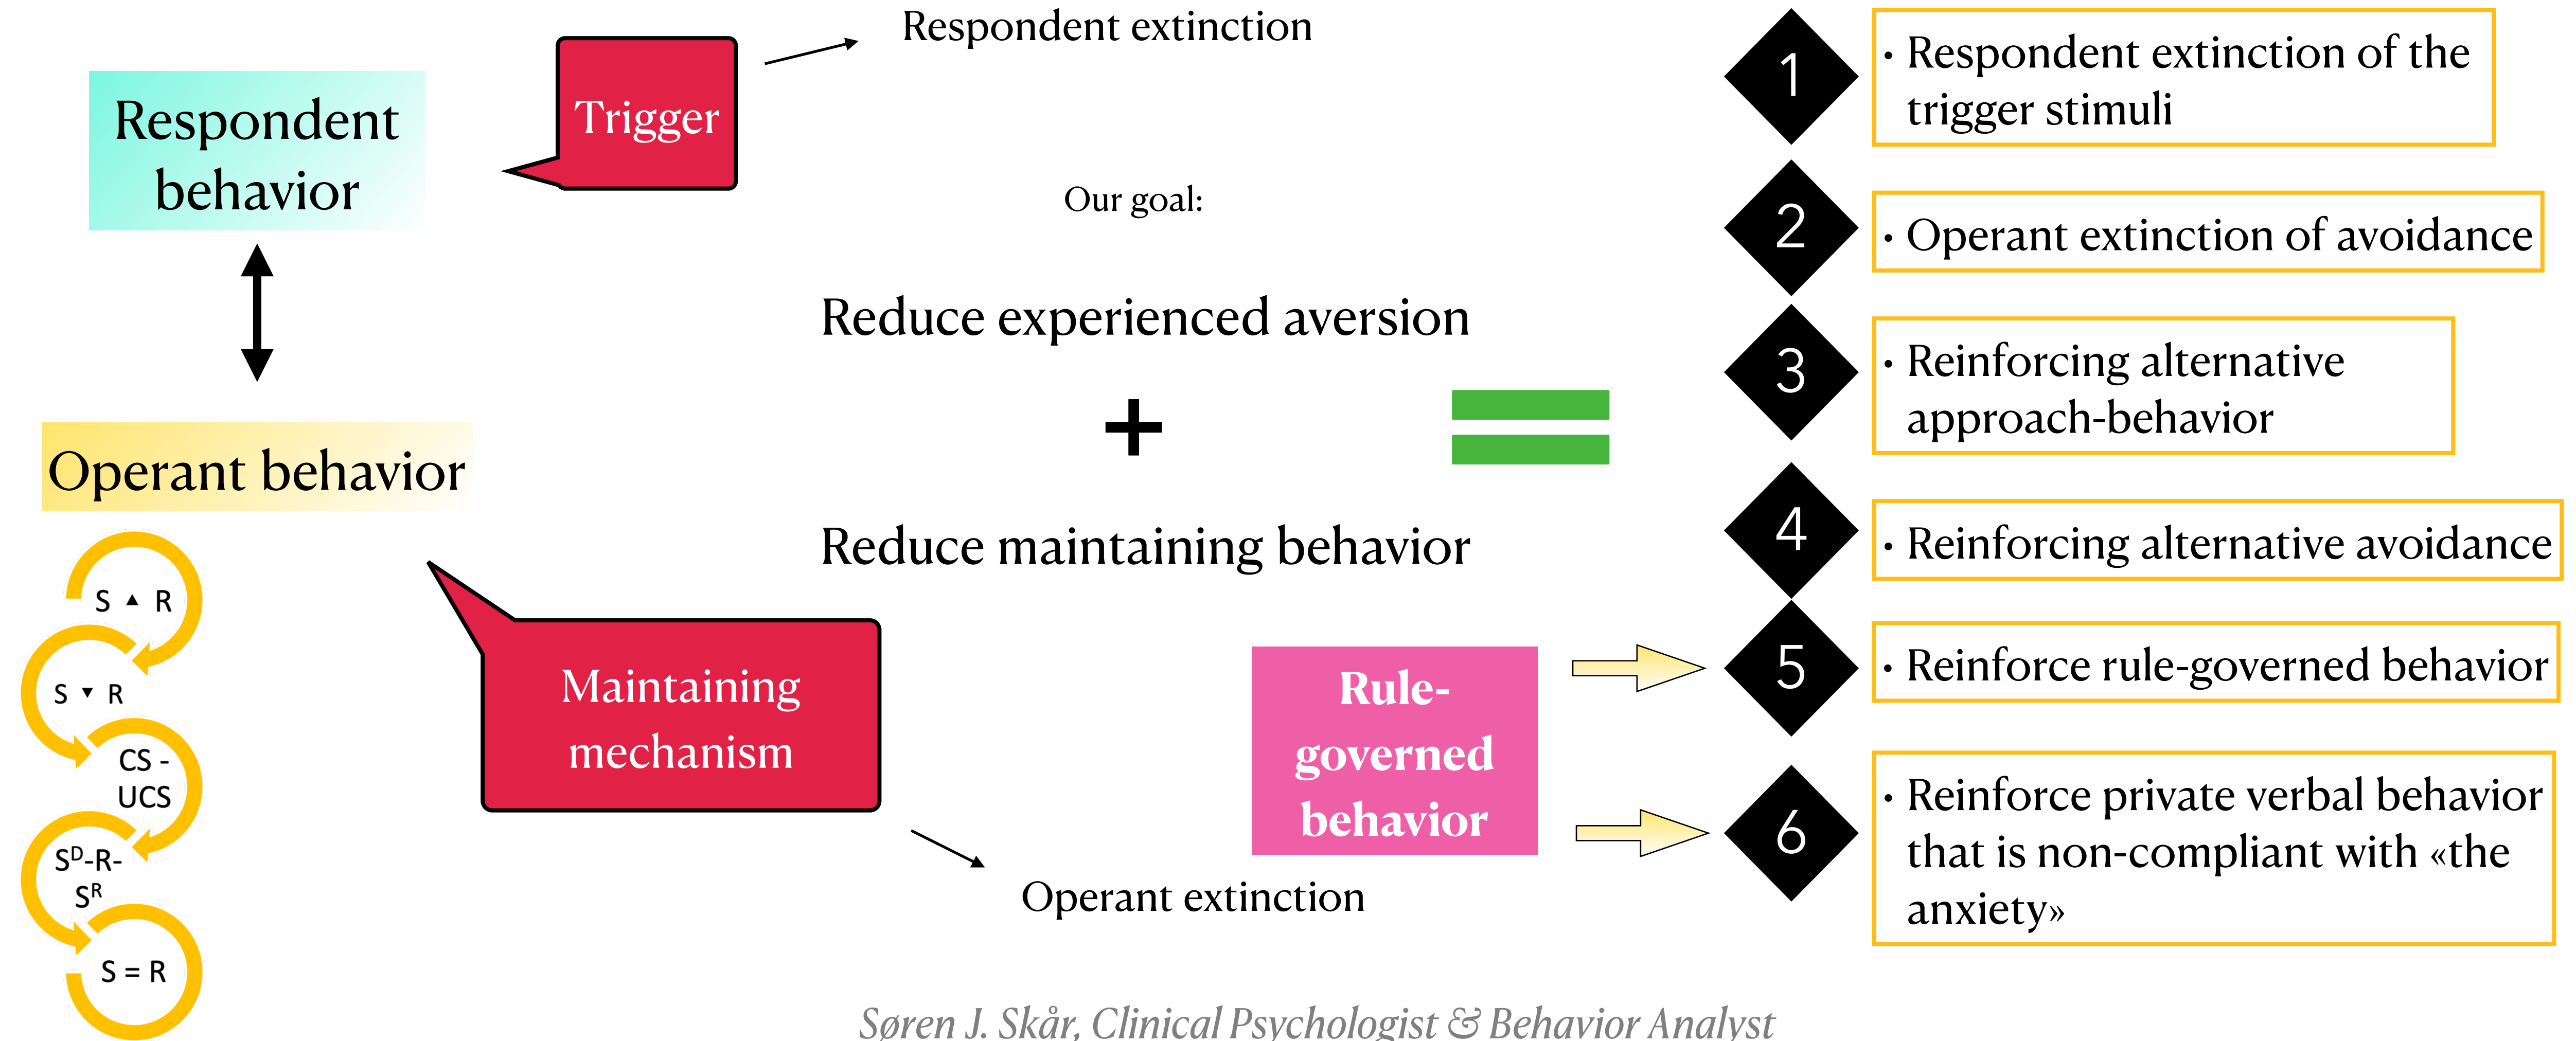 Respondent
behavior
Operant behavior
S ▲ R
S ▼ R
CS -
UCS
Sᴰ-R-
Sᴿ
S = R
Trigger
Maintaining
mechanism
Respondent extinction
Our goal:
Reduce experienced aversion
+
Reduce maintaining behavior
Operant extinction
Rule-
governed
behavior
1
• Respondent extinction of the
trigger stimuli
2
• Operant extinction of avoidance
3
• Reinforcing alternative
approach-behavior
4
• Reinforcing alternative avoidance
5
• Reinforce rule-governed behavior
6
• Reinforce private verbal behavior
that is non-compliant with «the
anxiety»
Søren J. Skår, Clinical Psychologist & Behavior Analyst